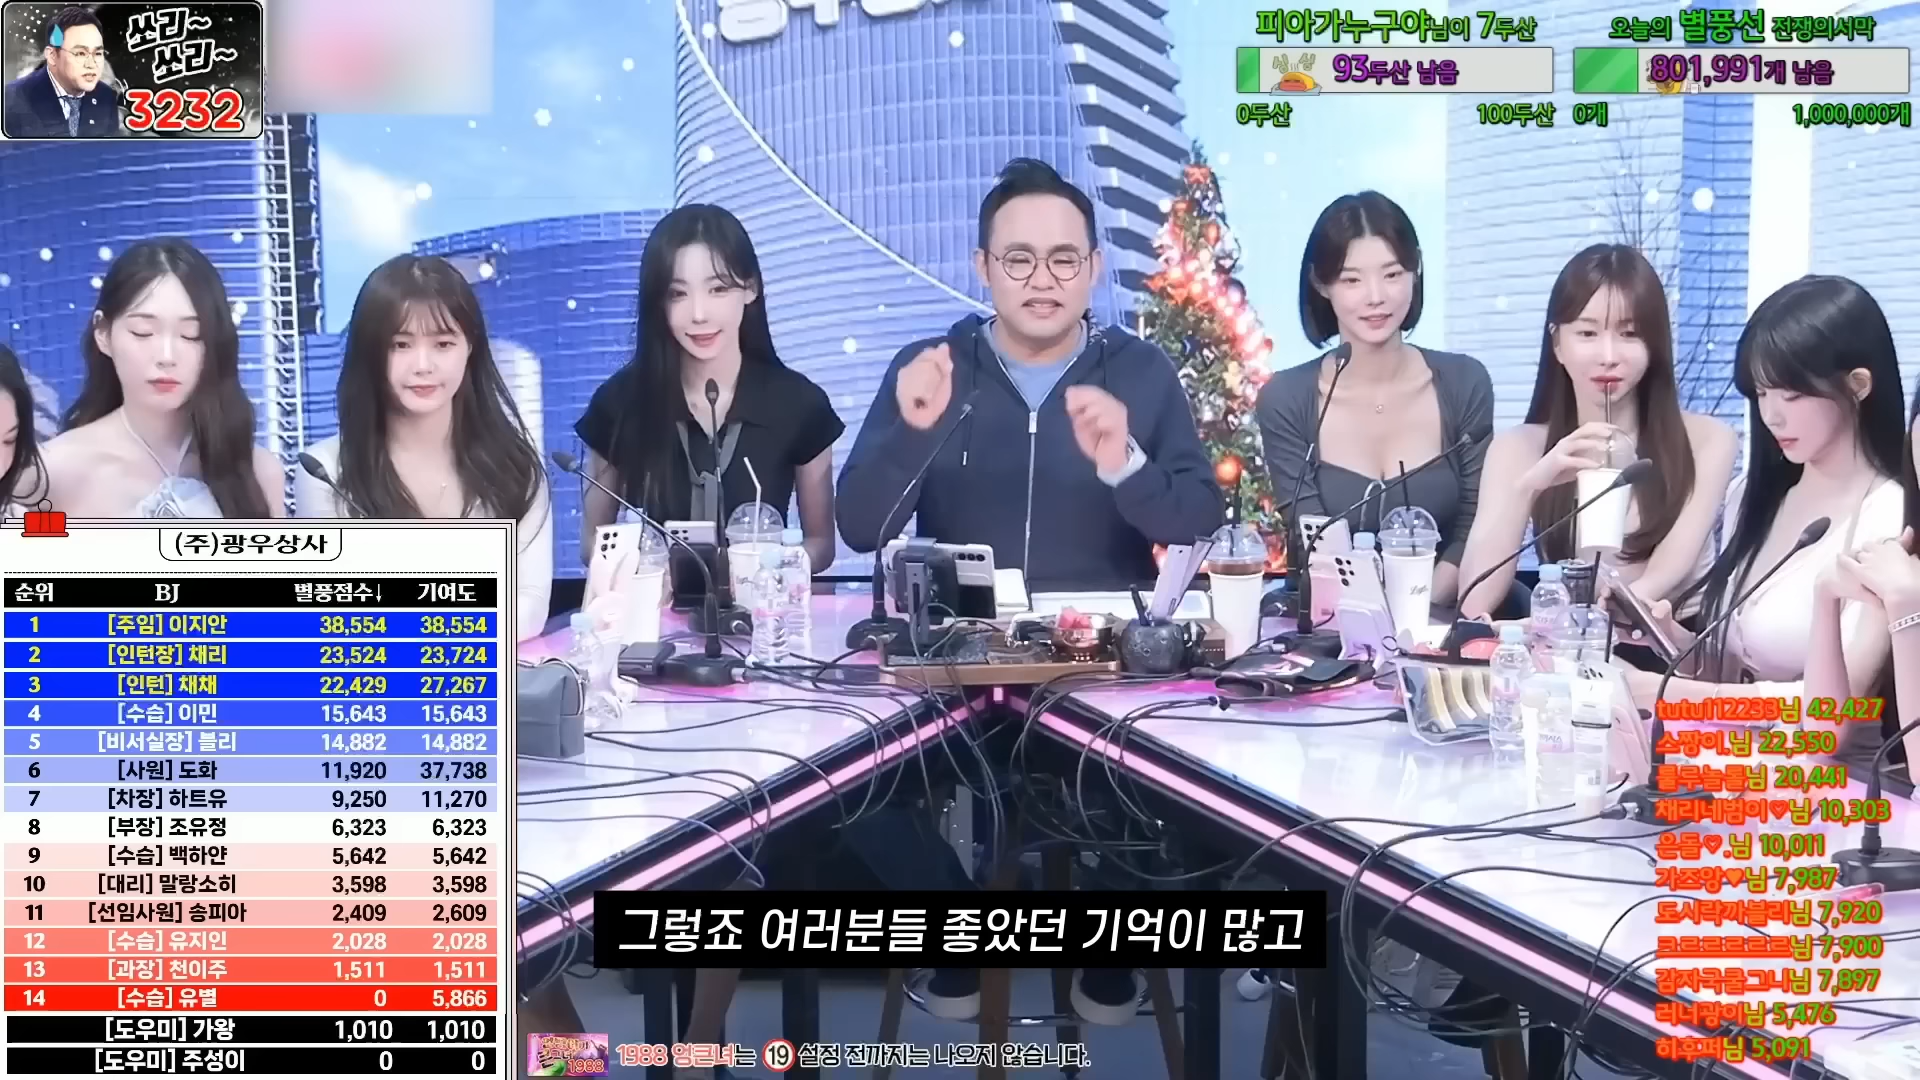 쏘리~
쏘리~
3232
피아가누구야님이 7두산
93두산 남음
0두산 100두산
오늘의 별풍선 전쟁의서막
801,991개 남음
0개 1,000,000개
(주)광우상사
순위 BJ 별풍점수↓ 기여도
1 [주임] 이지안 38,554 38,554
2 [인턴장] 채리 23,524 23,724
3 [인턴] 채채 22,429 27,267
4 [수습] 이민 15,643 15,643
5 [비서실장] 블리 14,882 14,882
6 [사원] 도화 11,920 37,738
7 [차장] 하트유 9,250 11,270
8 [부장] 조유정 6,323 6,323
9 [수습] 백하얀 5,642 5,642
10 [대리] 말랑소히 3,598 3,598
11 [선임사원] 송피아 2,409 2,609
12 [수습] 유지인 2,028 2,028
13 [과장] 천이주 1,511 1,511
14 [수습] 유별 0 5,866
[도우미] 가왕 1,010 1,010
[도우미] 주성이 0 0
tutu112233님 42,427
스짱이.님 22,550
룰루놀롤님 20,441
채리네범이♡님 10,303
은돌♡.님 10,011
가즈앙♥님 7,987
도시락까블리님 7,920
크르르르르르님 7,900
감자국쿨그니님 7,897
러너광이님 5,476
히후퍼님 5,091
그렇죠 여러분들 좋았던 기억이 많고
1988 엉큰녀는 19 설정 전까지는 나오지 않습니다.